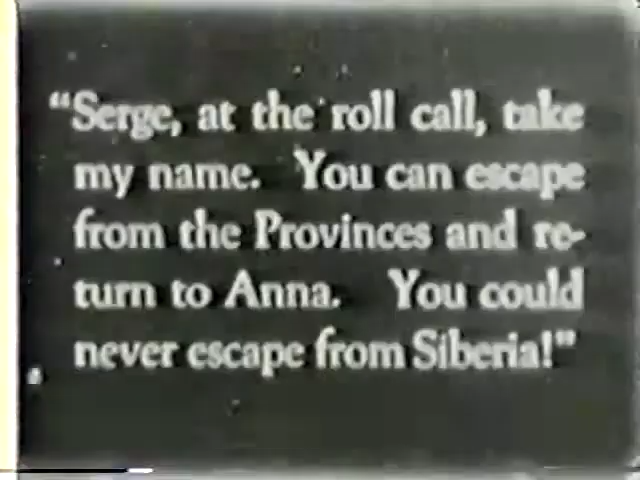 “Serge, at the roll call, take
my name. You can escape
from the Provinces and re-
turn to Anna. You could
never escape from Siberia!”